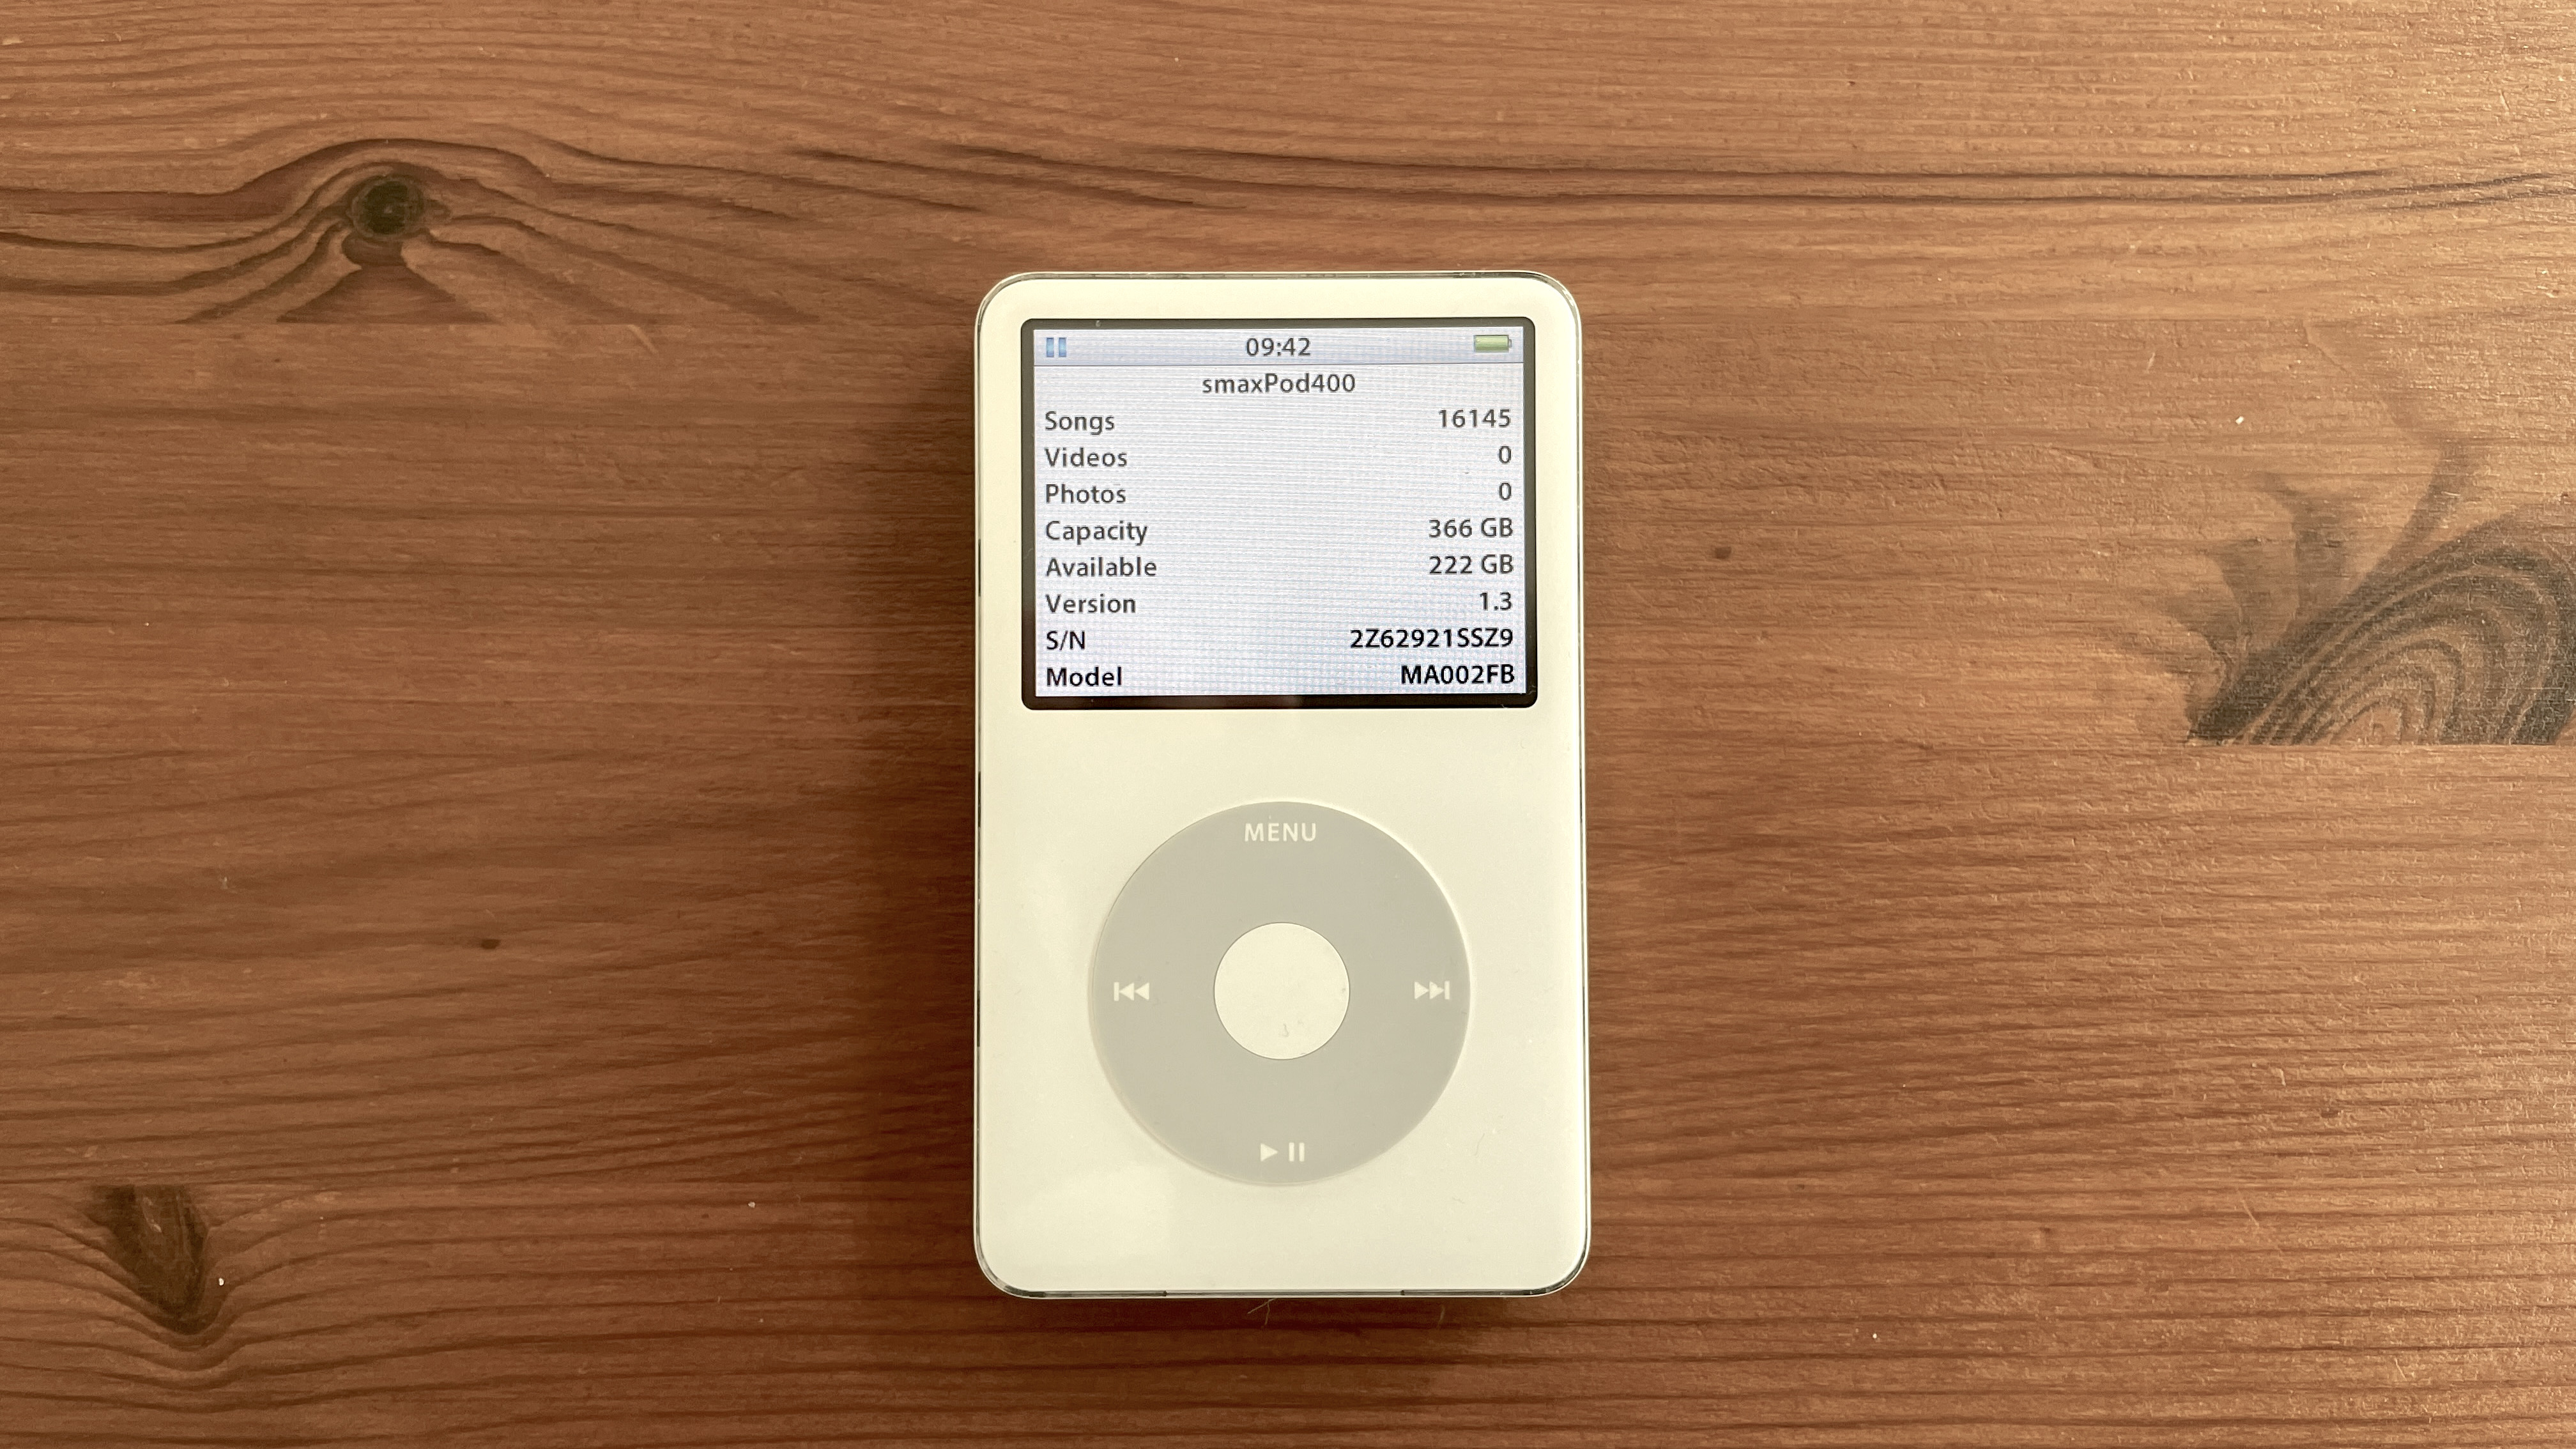 09:42
smaxPod400
Songs 16145
Videos 0
Photos 0
Capacity 366 GB
Available 222 GB
Version 1.3
S/N 2Z62921SSZ9
Model MA002FB
MENU